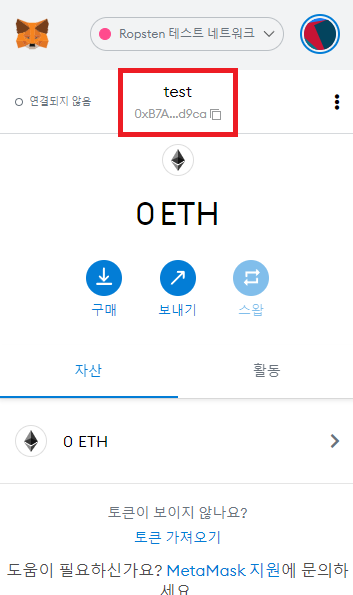 Ropsten 테스트 네트워크
연결되지 않음
test
0xB7A...d9ca
0 ETH
구매
보내기
스왑
자산
활동
0 ETH
토큰이 보이지 않나요?
토큰 가져오기
도움이 필요하신가요? MetaMask 지원에 문의하
세요